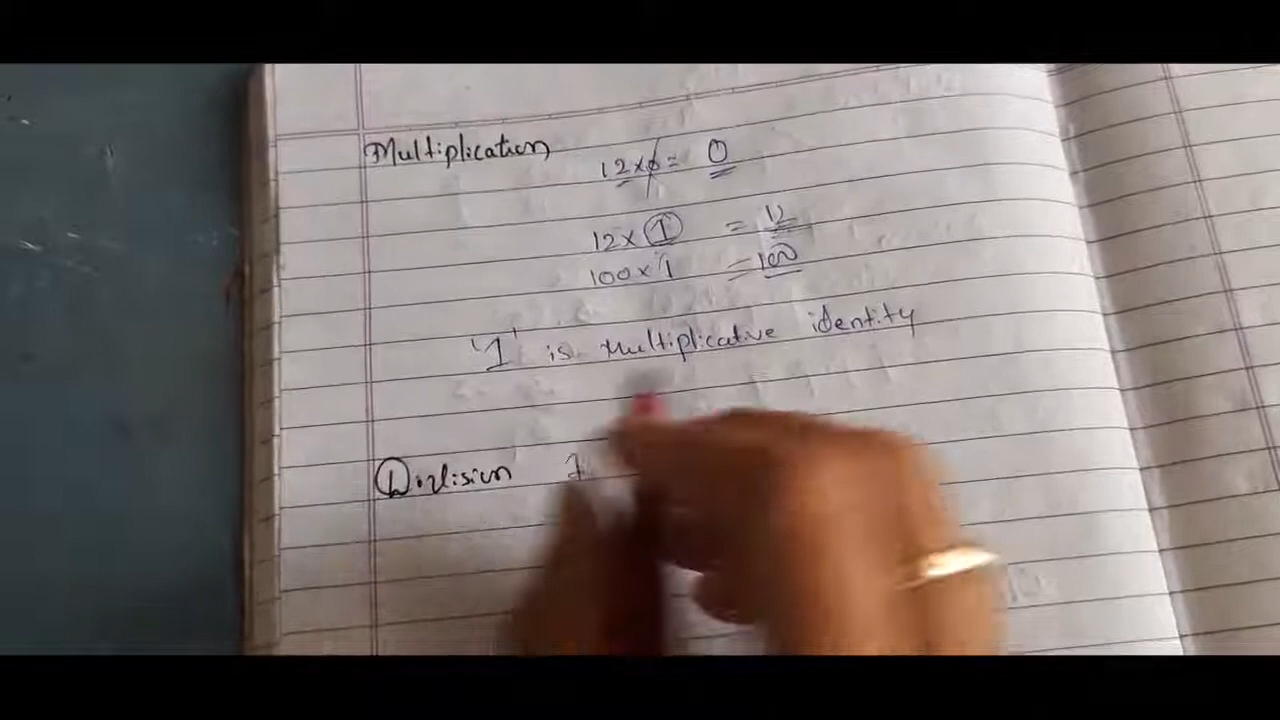 Multiplication
12 × 0 = 0
12 × 1 = 12
100 × 1 = 100
'1' is Multiplicative identity
Division